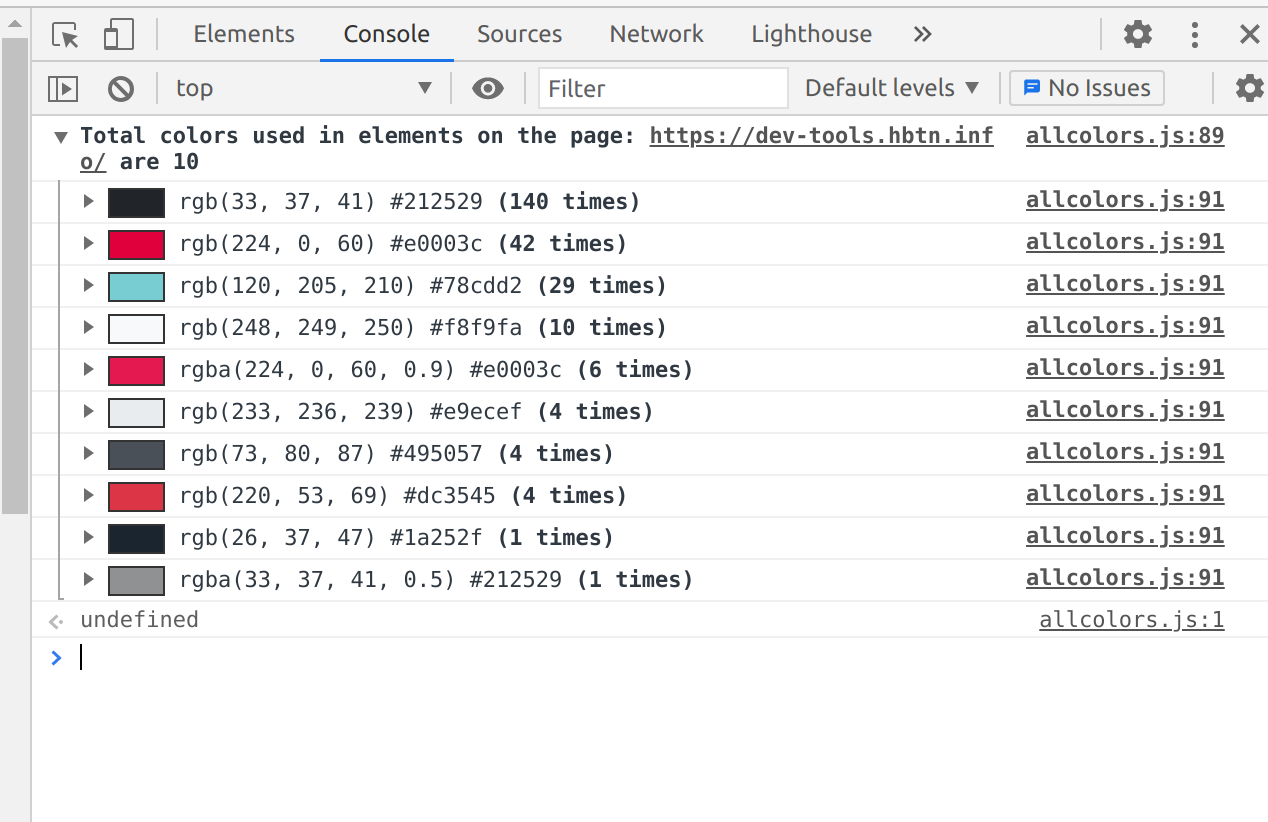 Elements Console Sources Network Lighthouse »
top ▼ Filter Default levels ▼ No Issues
▼ Total colors used in elements on the page: https://dev-tools.hbtn.inf allcolors.js:89
o/ are 10
rgb(33, 37, 41) #212529 (140 times) allcolors.js:91
rgb(224, 0, 60) #e0003c (42 times) allcolors.js:91
rgb(120, 205, 210) #78cdd2 (29 times) allcolors.js:91
rgb(248, 249, 250) #f8f9fa (10 times) allcolors.js:91
rgba(224, 0, 60, 0.9) #e0003c (6 times) allcolors.js:91
rgb(233, 236, 239) #e9ecef (4 times) allcolors.js:91
rgb(73, 80, 87) #495057 (4 times) allcolors.js:91
rgb(220, 53, 69) #dc3545 (4 times) allcolors.js:91
rgb(26, 37, 47) #1a252f (1 times) allcolors.js:91
rgba(33, 37, 41, 0.5) #212529 (1 times) allcolors.js:91
undefined allcolors.js:1